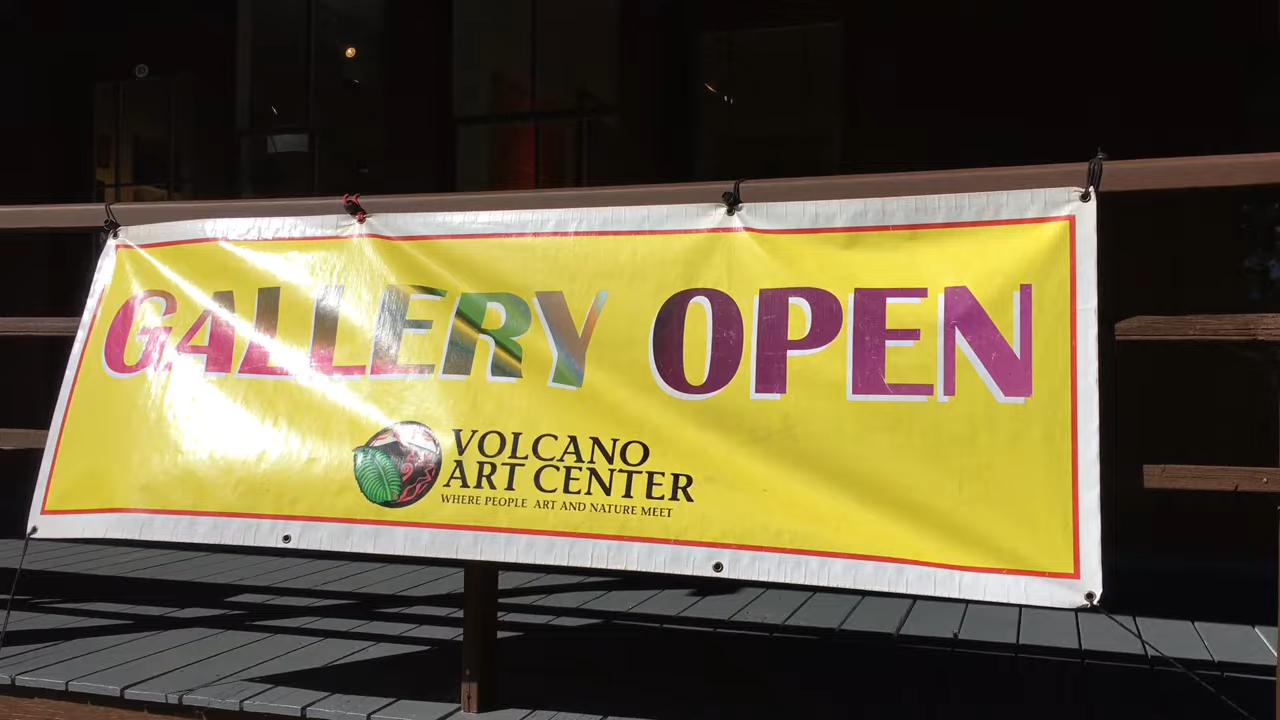 GALLERY OPEN
VOLCANO
ART CENTER
WHERE PEOPLE ART AND NATURE MEET